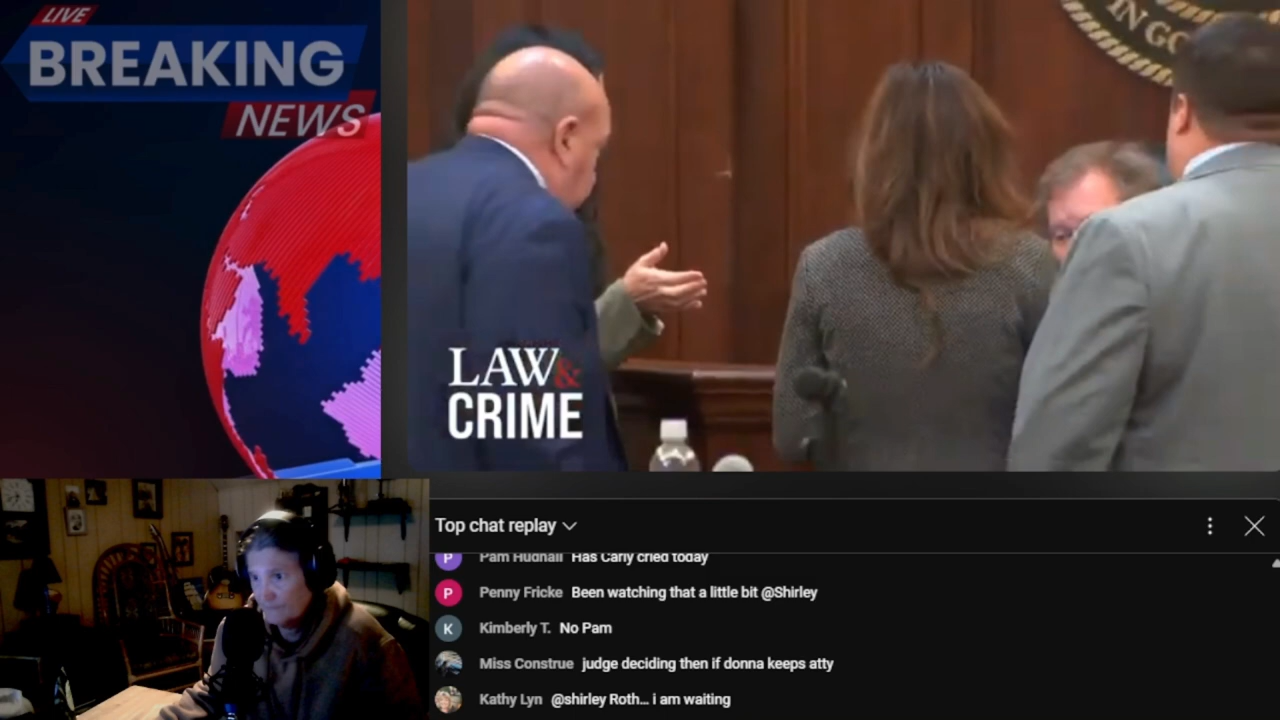 LIVE
BREAKING
NEWS
IN GO
LAW&
CRIME
Top chat replay
P Pam Hudnall Has Carly cried today
P Penny Fricke Been watching that a little bit @Shirley
K Kimberly T. No Pam
Miss Construe judge deciding then if donna keeps atty
Kathy Lyn @shirley Roth... i am waiting